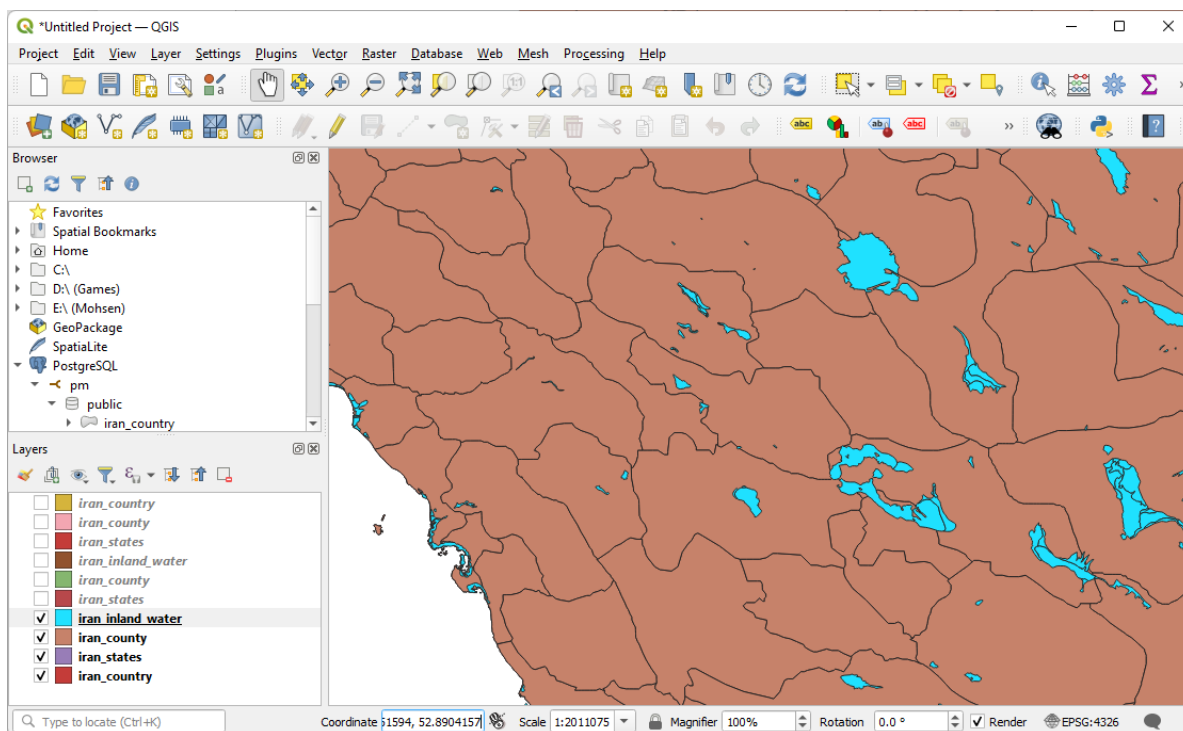 *Untitled Project — QGIS
Project Edit View Layer Settings Plugins Vector Raster Database Web Mesh Processing Help
Browser
Favorites
Spatial Bookmarks
Home
C:\
D:\ (Games)
E:\ (Mohsen)
GeoPackage
SpatiaLite
PostgreSQL
pm
public
iran_country
Layers
iran_country
iran_county
iran_states
iran_inland_water
iran_county
iran_states
iran_inland_water
iran_county
iran_states
iran_country
Type to locate (Ctrl+K) Coordinate 51594, 52.8904157 Scale 1:2011075 Magnifier 100% Rotation 0.0 ° Render EPSG:4326